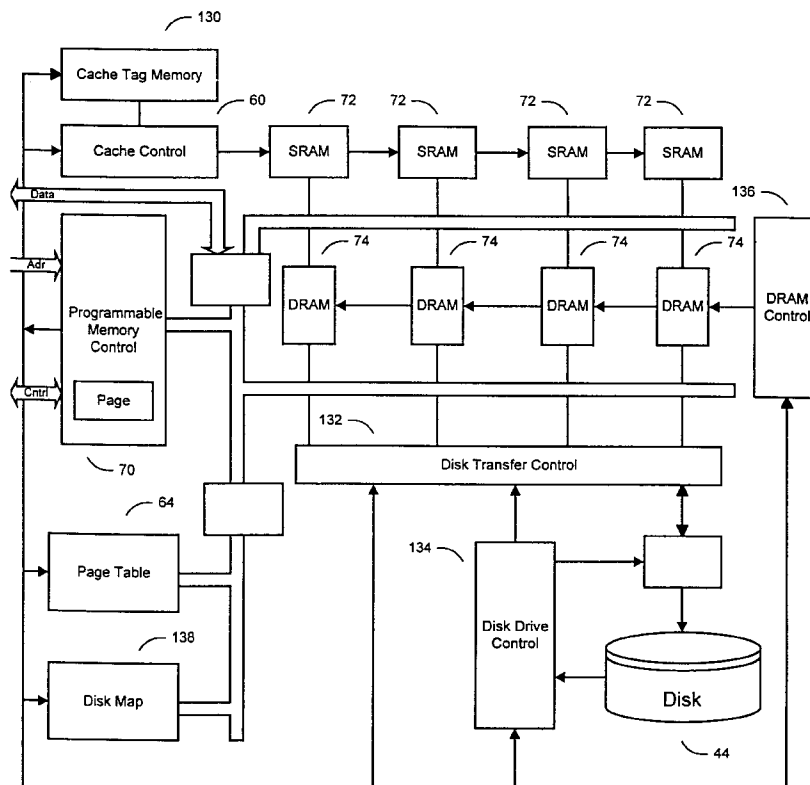 130
Cache Tag Memory
60
72
72
72
72
Cache Control
SRAM
SRAM
SRAM
SRAM
Data
136
74
74
74
74
Adr
DRAM
DRAM
DRAM
DRAM
DRAM
Control
Programmable
Memory
Control
Cntrl
Page
132
70
Disk Transfer Control
64
134
Page Table
Disk Drive
Control
138
Disk Map
Disk
44